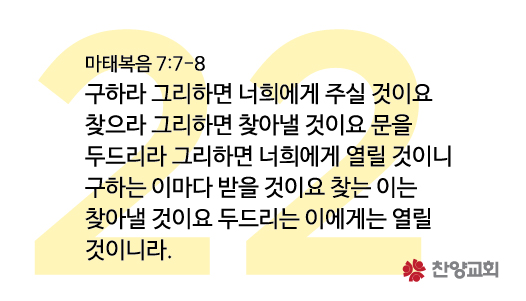 22
마태복음 7:7-8
구하라 그리하면 너희에게 주실 것이요
찾으라 그리하면 찾아낼 것이요 문을
두드리라 그리하면 너희에게 열릴 것이니
구하는 이마다 받을 것이요 찾는 이는
찾아낼 것이요 두드리는 이에게는 열릴
것이니라.
찬양교회